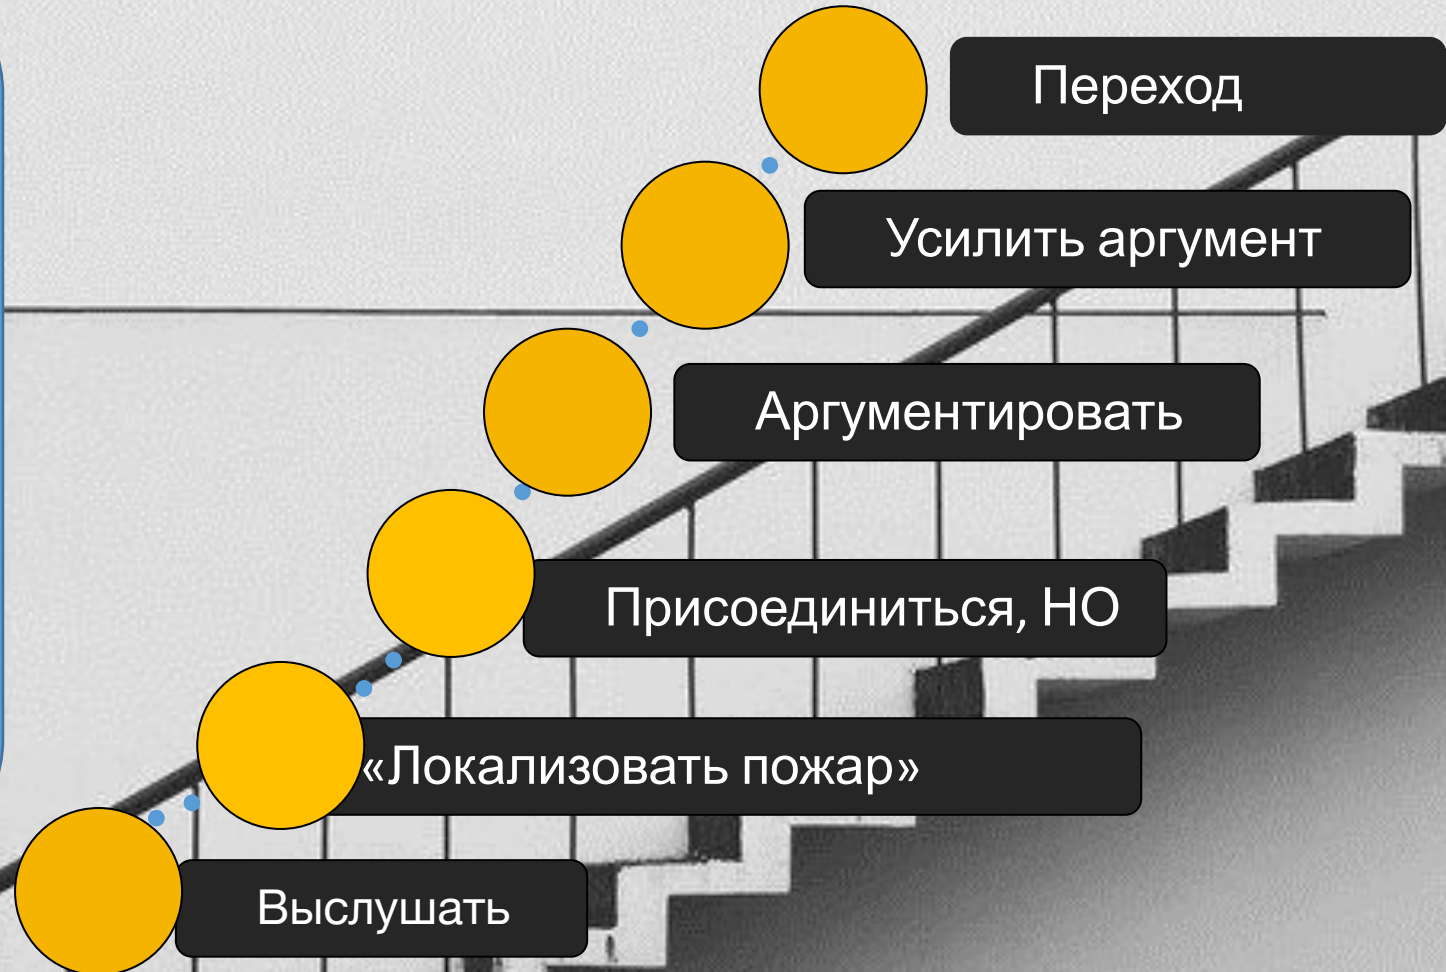 Переход
Усилить аргумент
Аргументировать
Присоединиться, НО
«Локализовать пожар»
Выслушать